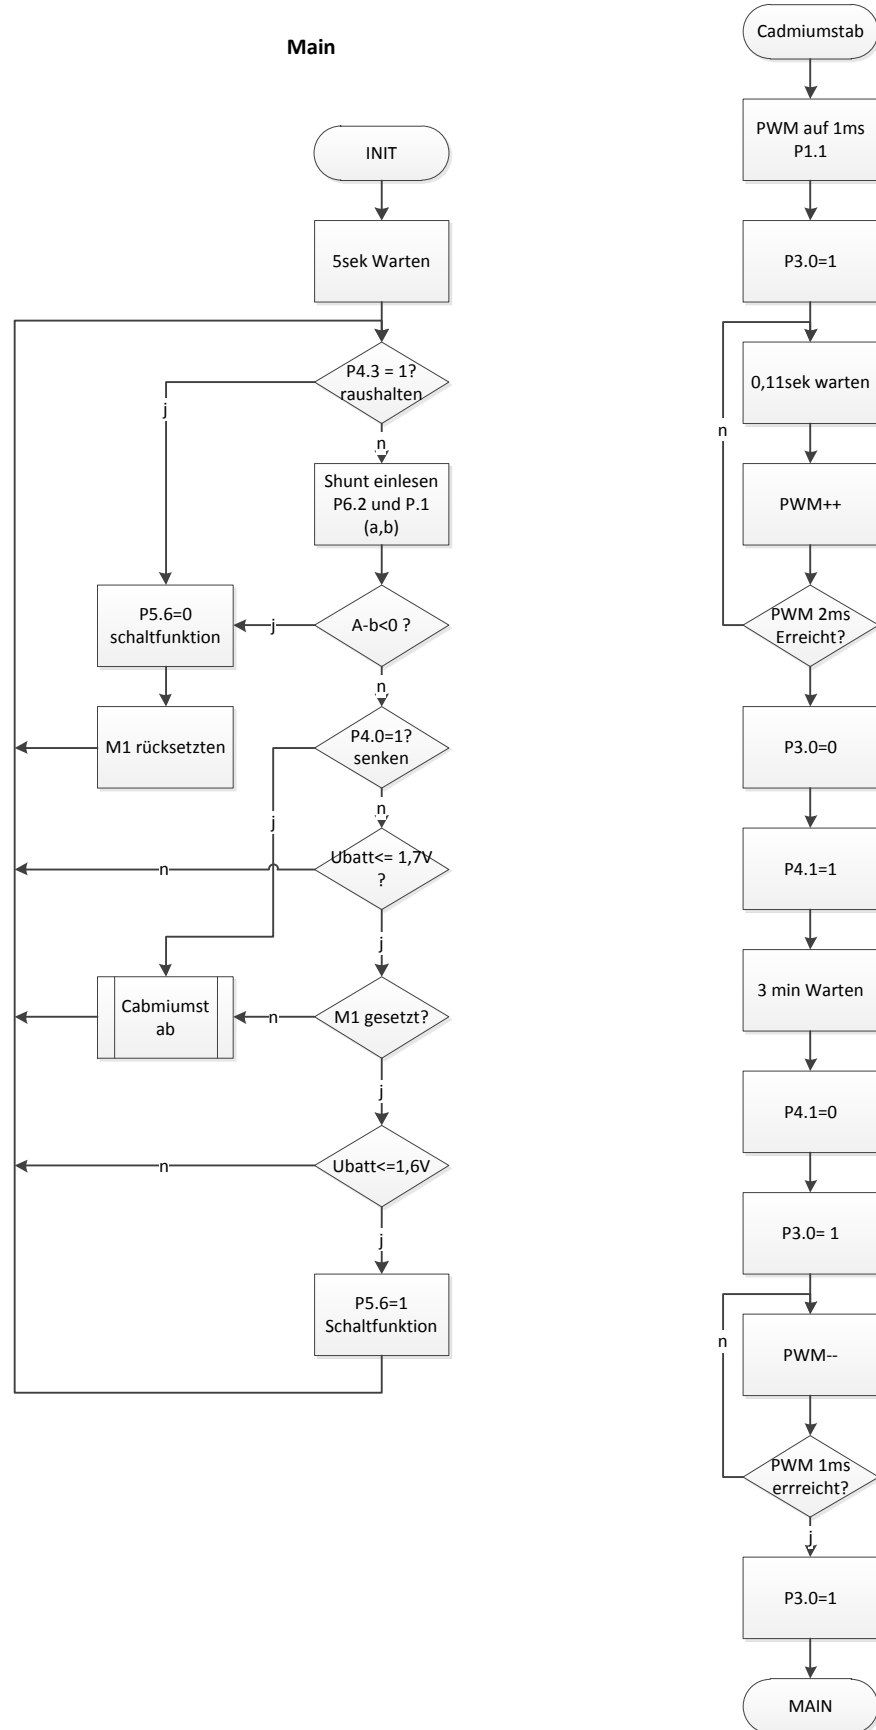 Main
INIT
5sek Warten
P4.3 = 1?
raushalten
j
n
Shunt einlesen
P6.2 und P.1
(a,b)
P5.6=0
schaltfunktion
j
A-b<0 ?
n
M1 rücksetzten
P4.0=1?
senken
j
n
n
Ubatt<= 1,7V
?
j
Cabmiumst
ab
n
M1 gesetzt?
j
n
Ubatt<=1,6V
j
P5.6=1
Schaltfunktion
Cadmiumstab
PWM auf 1ms
P1.1
P3.0=1
0,11sek warten
n
PWM++
PWM 2ms
Erreicht?
P3.0=0
P4.1=1
3 min Warten
P4.1=0
P3.0= 1
n
PWM--
PWM 1ms
errreicht?
j
P3.0=1
MAIN